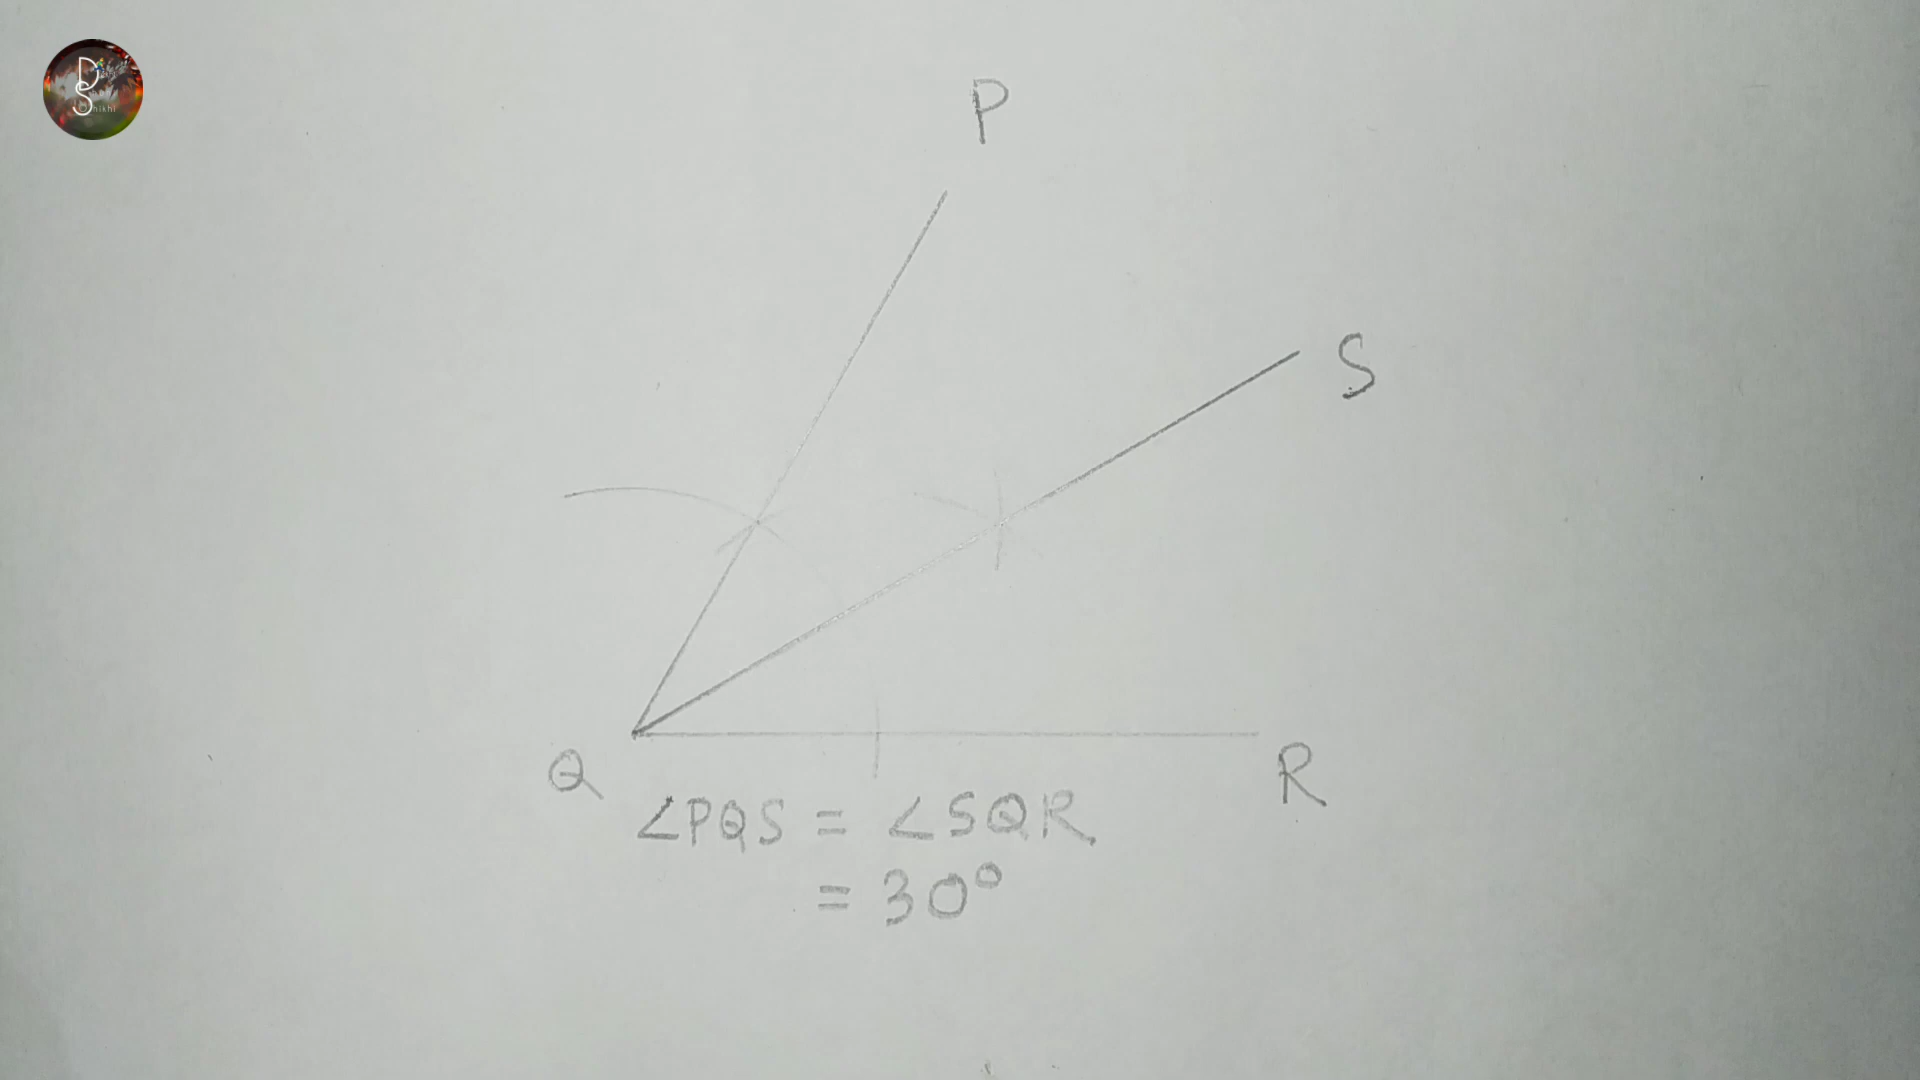 P
S
Q
R
∠PQS = ∠SQR
= 30°